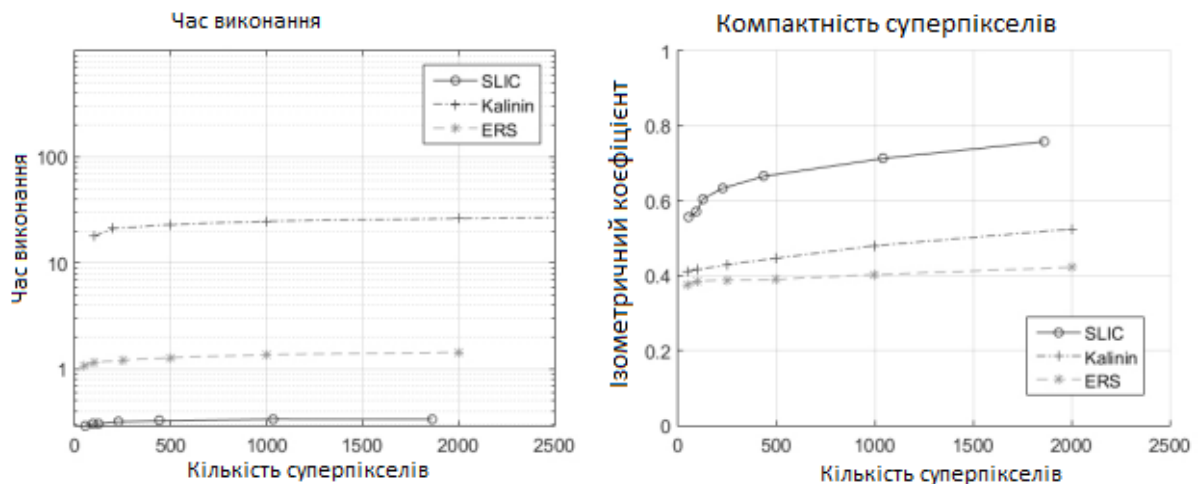 Час виконання
Час виконання
100
10
1
0
500
1000
1500
2000
2500
Кількість суперпікселів
SLIC
Kalinin
ERS
Компактність суперпікселів
Ізометричний коефіцієнт
1
0.8
0.6
0.4
0.2
0
0
500
1000
1500
2000
2500
Кількість суперпікселів
SLIC
Kalinin
ERS